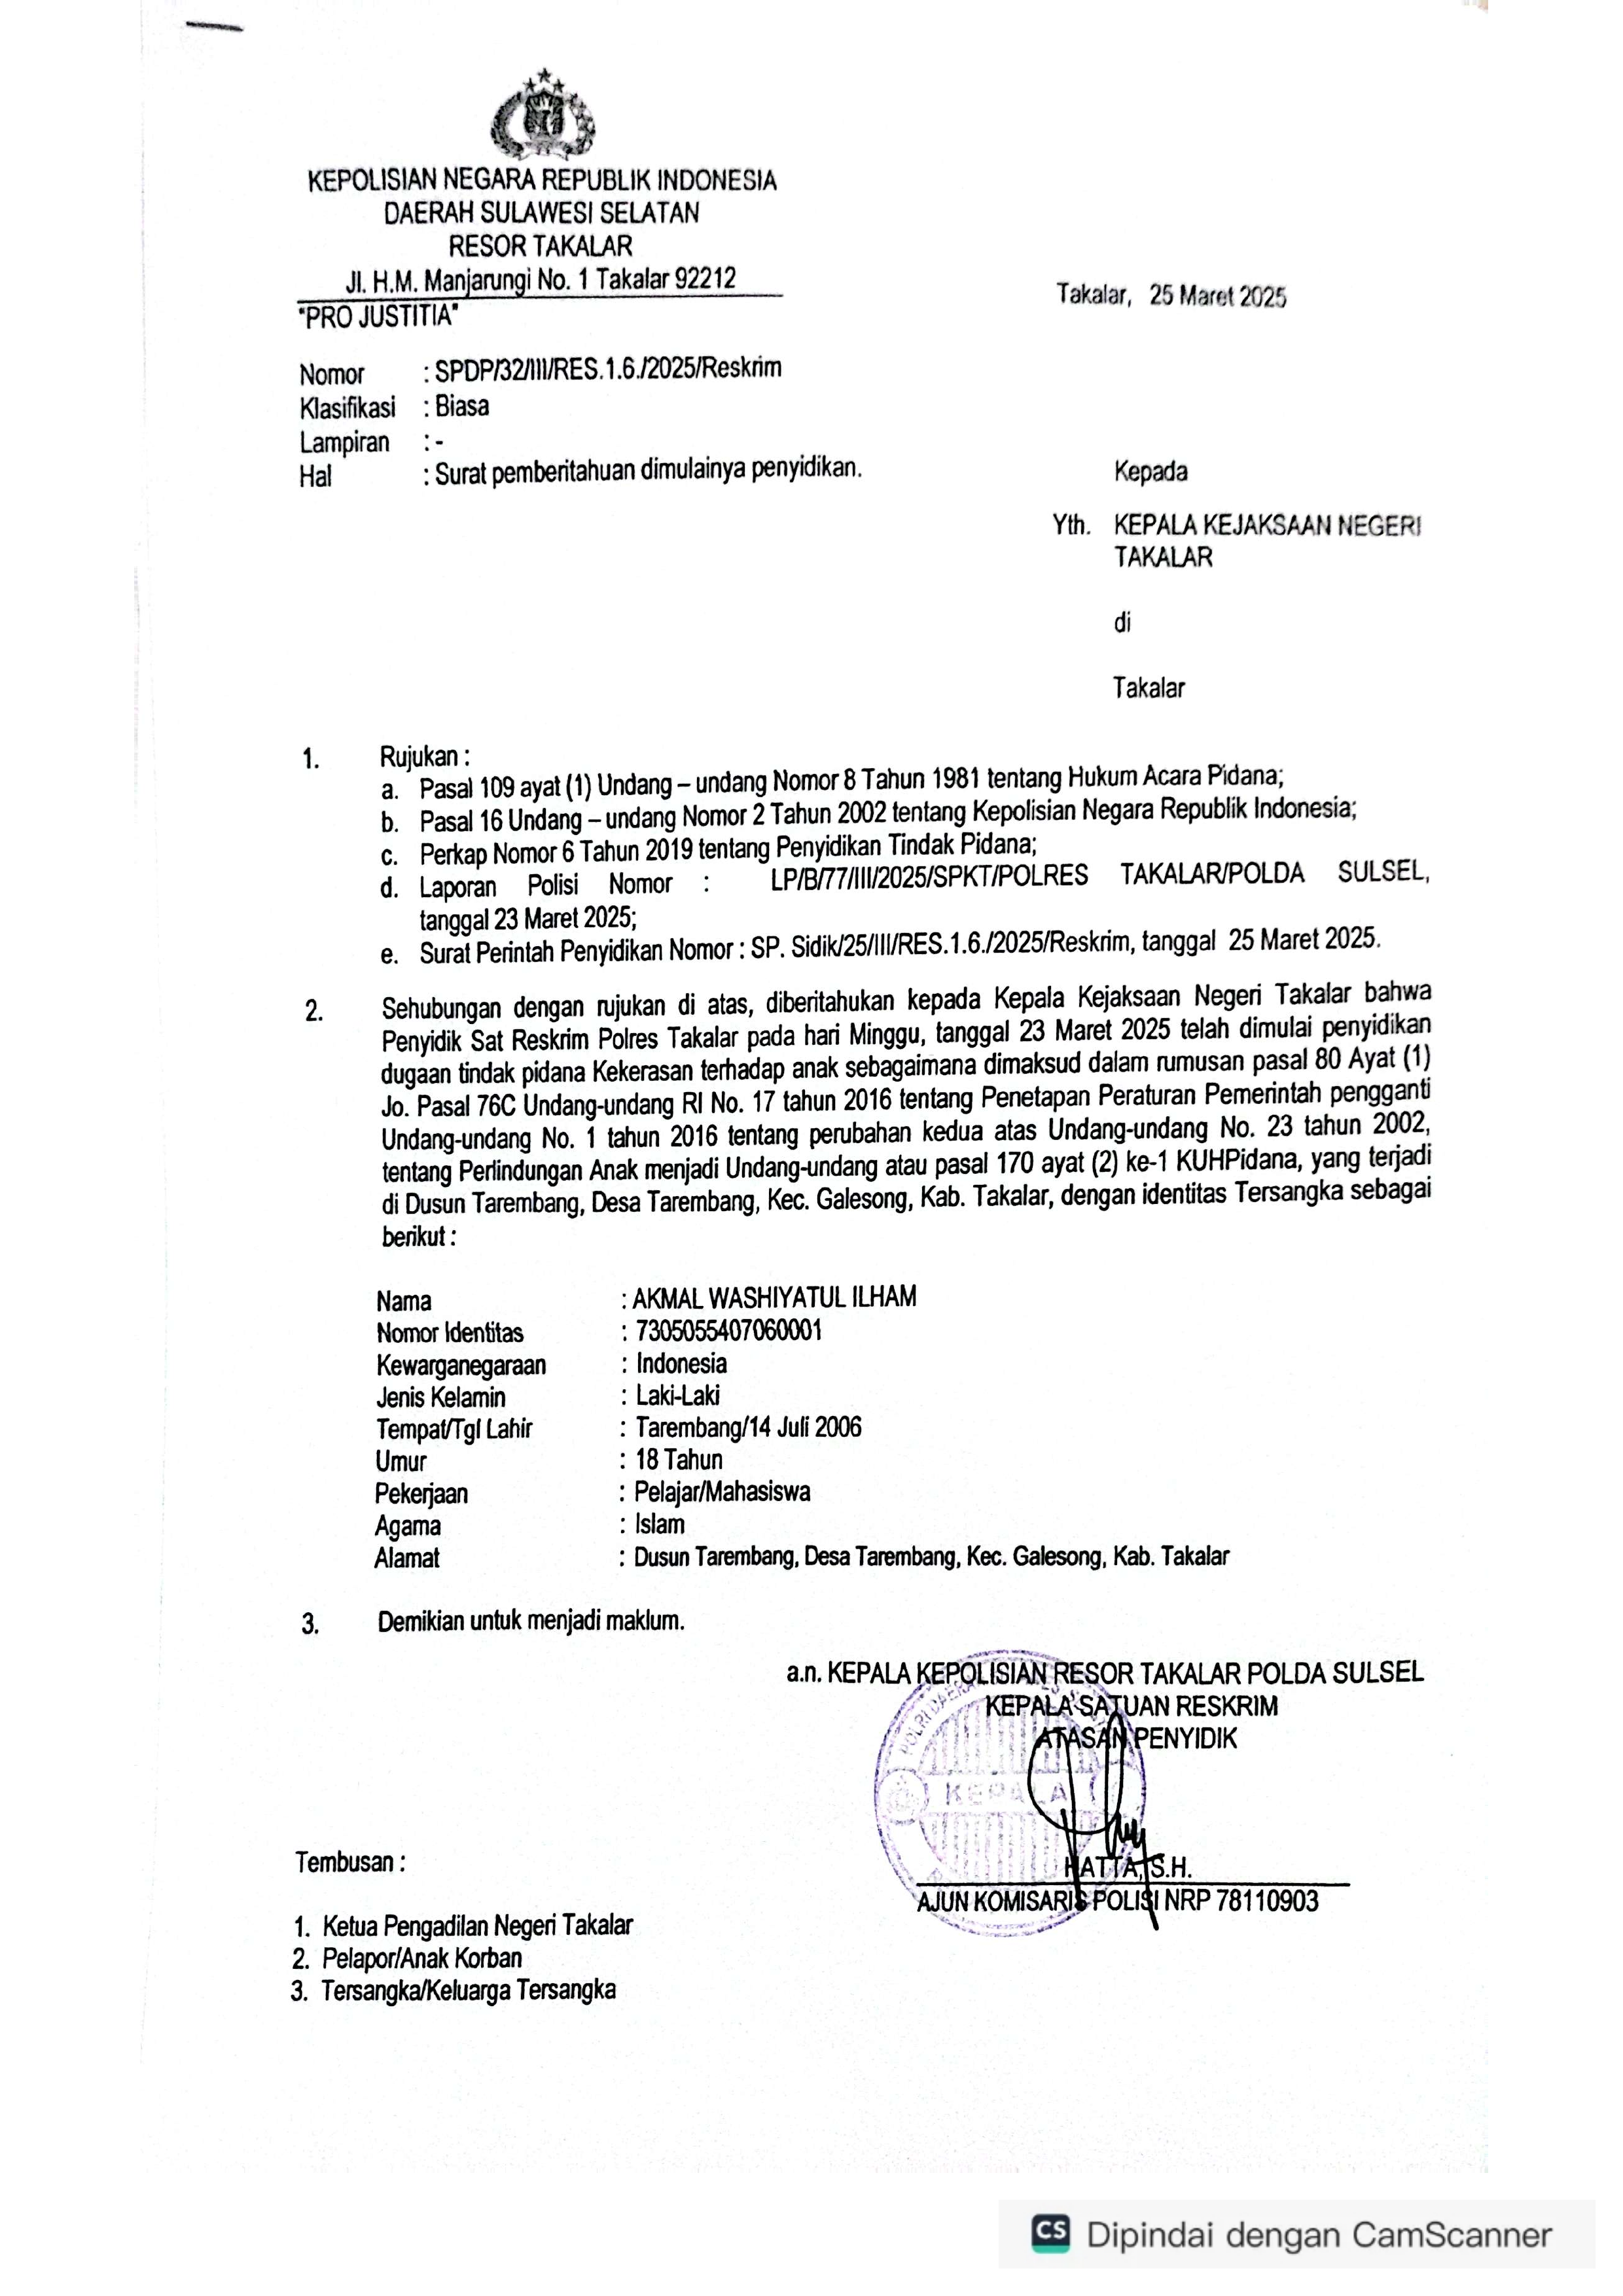 KEPOLISIAN NEGARA REPUBLIK INDONESIA
DAERAH SULAWESI SELATAN
RESOR TAKALAR
Jl. H.M. Manjarungi No. 1 Takalar 92212
"PRO JUSTITIA"
Takalar, 25 Maret 2025
Nomor : SPDP/32/III/RES.1.6./2025/Reskrim
Klasifikasi : Biasa
Lampiran : -
Hal : Surat pemberitahuan dimulainya penyidikan.
Kepada
Yth. KEPALA KEJAKSAAN NEGERI
TAKALAR
di
Takalar
1. Rujukan :
a. Pasal 109 ayat (1) Undang – undang Nomor 8 Tahun 1981 tentang Hukum Acara Pidana;
b. Pasal 16 Undang – undang Nomor 2 Tahun 2002 tentang Kepolisian Negara Republik Indonesia;
c. Perkap Nomor 6 Tahun 2019 tentang Penyidikan Tindak Pidana;
d. Laporan Polisi Nomor : LP/B/77/III/2025/SPKT/POLRES TAKALAR/POLDA SULSEL,
tanggal 23 Maret 2025;
e. Surat Perintah Penyidikan Nomor : SP. Sidik/25/III/RES.1.6./2025/Reskrim, tanggal 25 Maret 2025.
2. Sehubungan dengan rujukan di atas, diberitahukan kepada Kepala Kejaksaan Negeri Takalar bahwa
Penyidik Sat Reskrim Polres Takalar pada hari Minggu, tanggal 23 Maret 2025 telah dimulai penyidikan
dugaan tindak pidana Kekerasan terhadap anak sebagaimana dimaksud dalam rumusan pasal 80 Ayat (1)
Jo. Pasal 76C Undang-undang RI No. 17 tahun 2016 tentang Penetapan Peraturan Pemerintah pengganti
Undang-undang No. 1 tahun 2016 tentang perubahan kedua atas Undang-undang No. 23 tahun 2002,
tentang Perlindungan Anak menjadi Undang-undang atau pasal 170 ayat (2) ke-1 KUHPidana, yang terjadi
di Dusun Tarembang, Desa Tarembang, Kec. Galesong, Kab. Takalar, dengan identitas Tersangka sebagai
berikut :
Nama : AKMAL WASHIYATUL ILHAM
Nomor Identitas : 7305055407060001
Kewarganegaraan : Indonesia
Jenis Kelamin : Laki-Laki
Tempat/Tgl Lahir : Tarembang/14 Juli 2006
Umur : 18 Tahun
Pekerjaan : Pelajar/Mahasiswa
Agama : Islam
Alamat : Dusun Tarembang, Desa Tarembang, Kec. Galesong, Kab. Takalar
3. Demikian untuk menjadi maklum.
a.n. KEPALA KEPOLISIAN RESOR TAKALAR POLDA SULSEL
KEPALA SATUAN RESKRIM
ATASAN PENYIDIK
POLRI DAERAH
KEPALA
HATTA, S.H.
AJUN KOMISARIS POLISI NRP 78110903
Tembusan :
1. Ketua Pengadilan Negeri Takalar
2. Pelapor/Anak Korban
3. Tersangka/Keluarga Tersangka
CS Dipindai dengan CamScanner